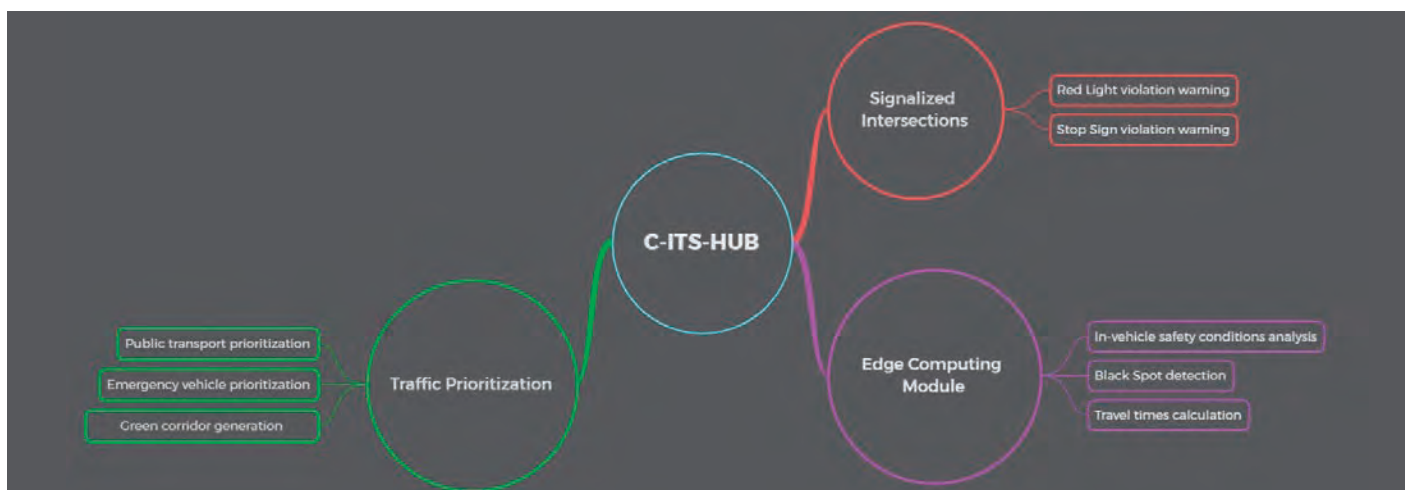 C-ITS-HUB
Signalized
Intersections
Red Light violation warning
Stop Sign violation warning
Edge Computing
Module
In-vehicle safety conditions analysis
Black Spot detection
Travel times calculation
Traffic Prioritization
Public transport prioritization
Emergency vehicle prioritization
Green corridor generation